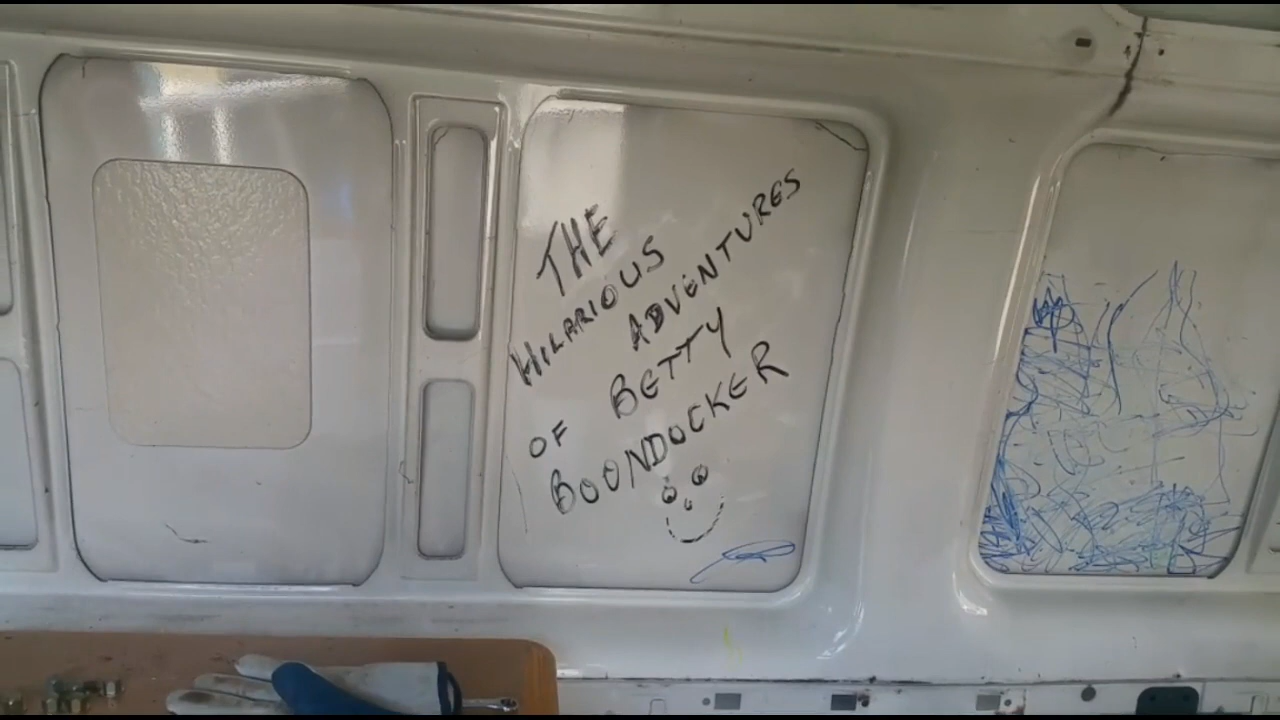 THE
HILARIOUS
ADVENTURES
OF BETTY
BOONDOCKER